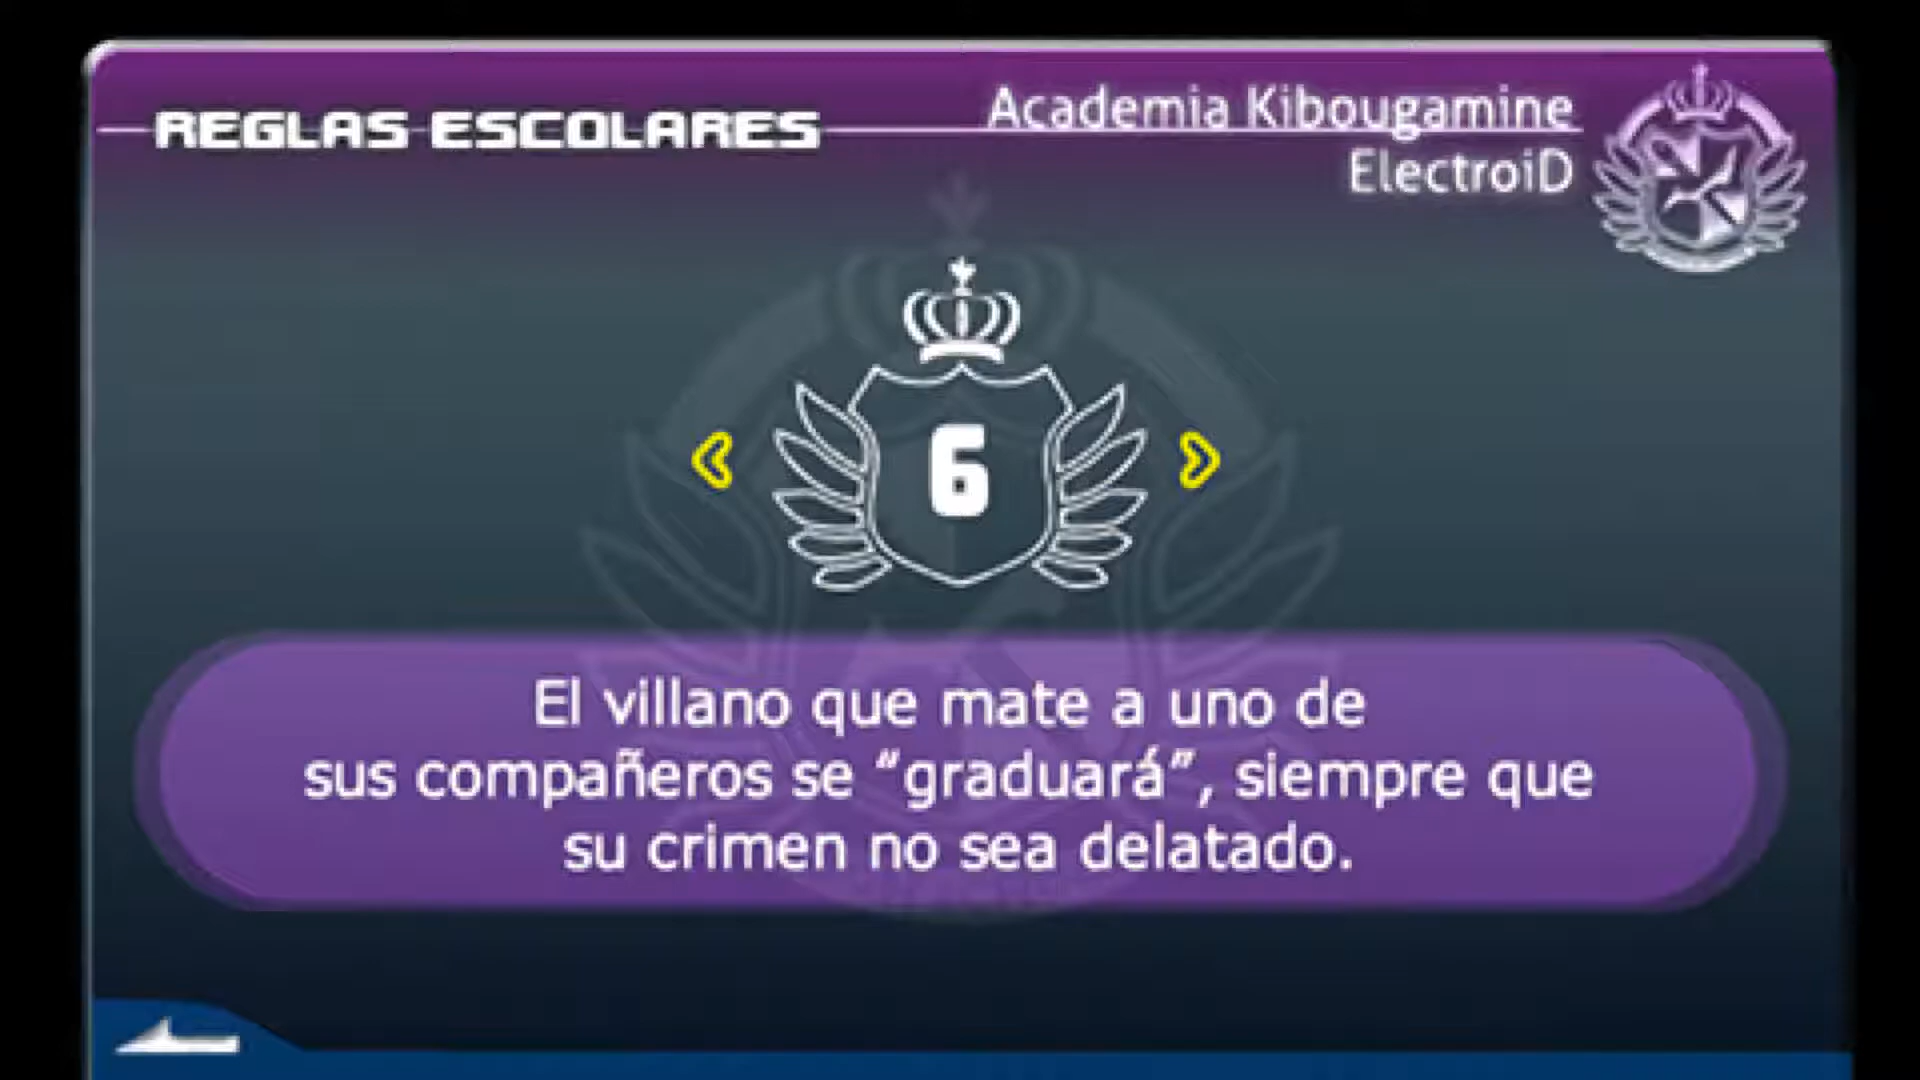 REGLAS ESCOLARES
Academia Kibougamine
ElectroiD
6
El villano que mate a uno de
sus compañeros se “graduará”, siempre que
su crimen no sea delatado.